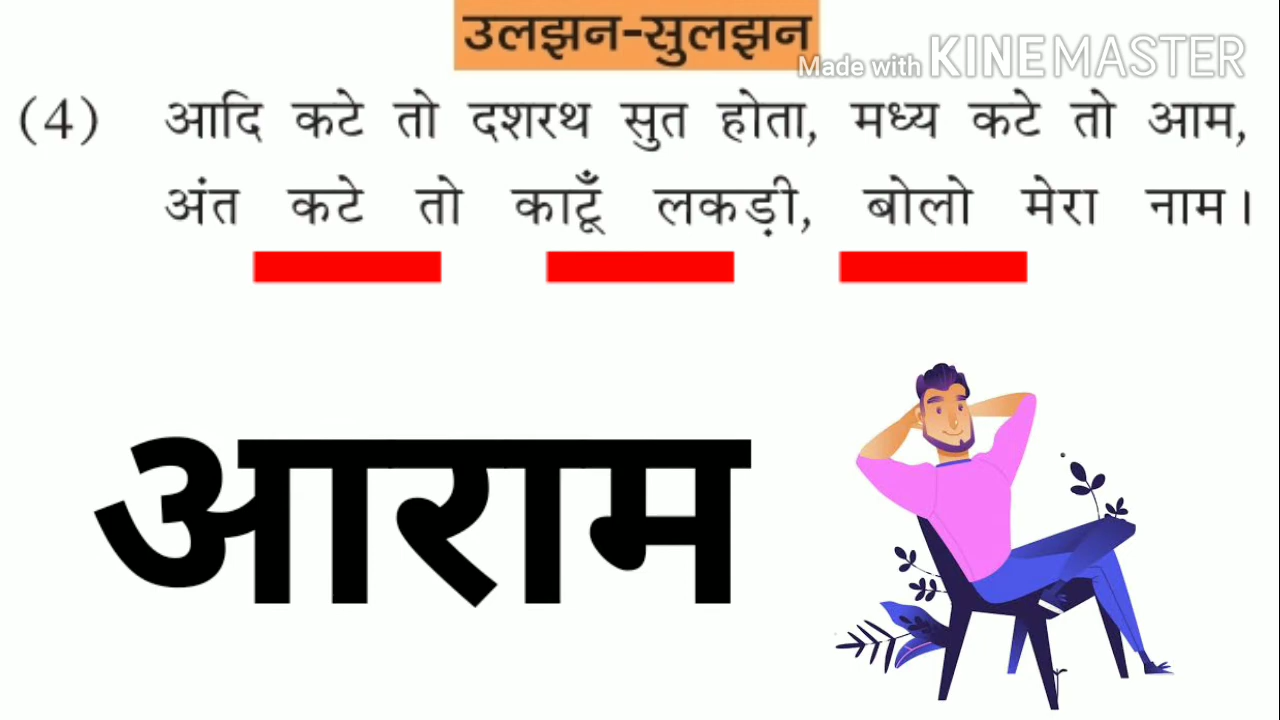 उलझन-सुलझन
Made with KINEMASTER
(4) आदि कटे तो दशरथ सुत होता, मध्य कटे तो आम,
अंत कटे तो काटूँ लकड़ी, बोलो मेरा नाम।
आराम